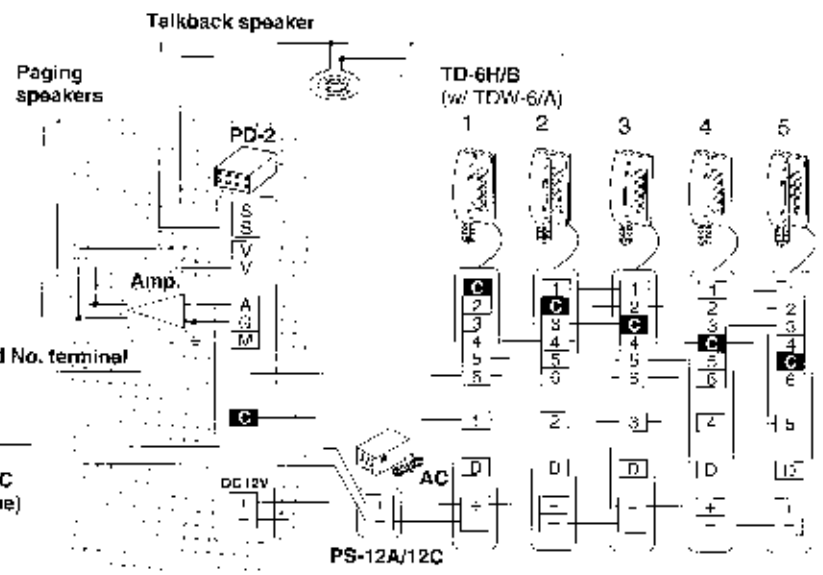 Talkback speaker
Paging
speakers
TD-6H/B
(w/ TDW-6/A)
1 2 3 4 5
PD-2
S
S
V
V
Amp.
A
G
M
d No. terminal
C
C 1 1
2 C 2 2 2
3 3 C 3 3
4 4 4 C 4
5 5 5 5 C
6 6 6 6 6
1 2 3 4 5
D D D D D
C
e)
DC 12V
AC
+ − + −
PS-12A/12C